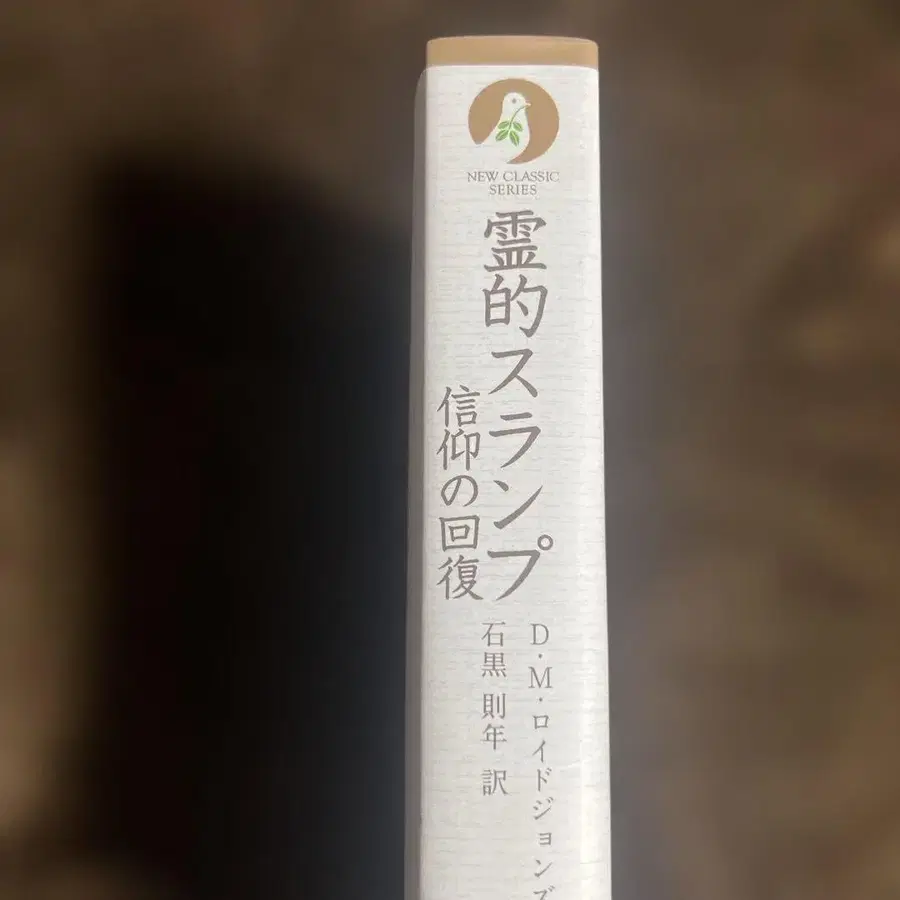 NEW CLASSIC
SERIES
霊的スランプ
信仰の回復
D・M・ロイドジョンズ
石黒 則年 訳